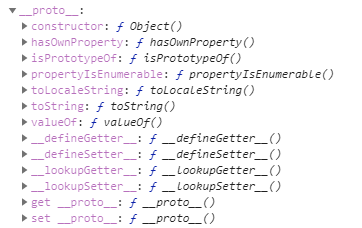 __proto__:
constructor: ƒ Object()
hasOwnProperty: ƒ hasOwnProperty()
isPrototypeOf: ƒ isPrototypeOf()
propertyIsEnumerable: ƒ propertyIsEnumerable()
toLocaleString: ƒ toLocaleString()
toString: ƒ toString()
valueOf: ƒ valueOf()
__defineGetter__: ƒ __defineGetter__()
__defineSetter__: ƒ __defineSetter__()
__lookupGetter__: ƒ __lookupGetter__()
__lookupSetter__: ƒ __lookupSetter__()
get __proto__: ƒ __proto__()
set __proto__: ƒ __proto__()